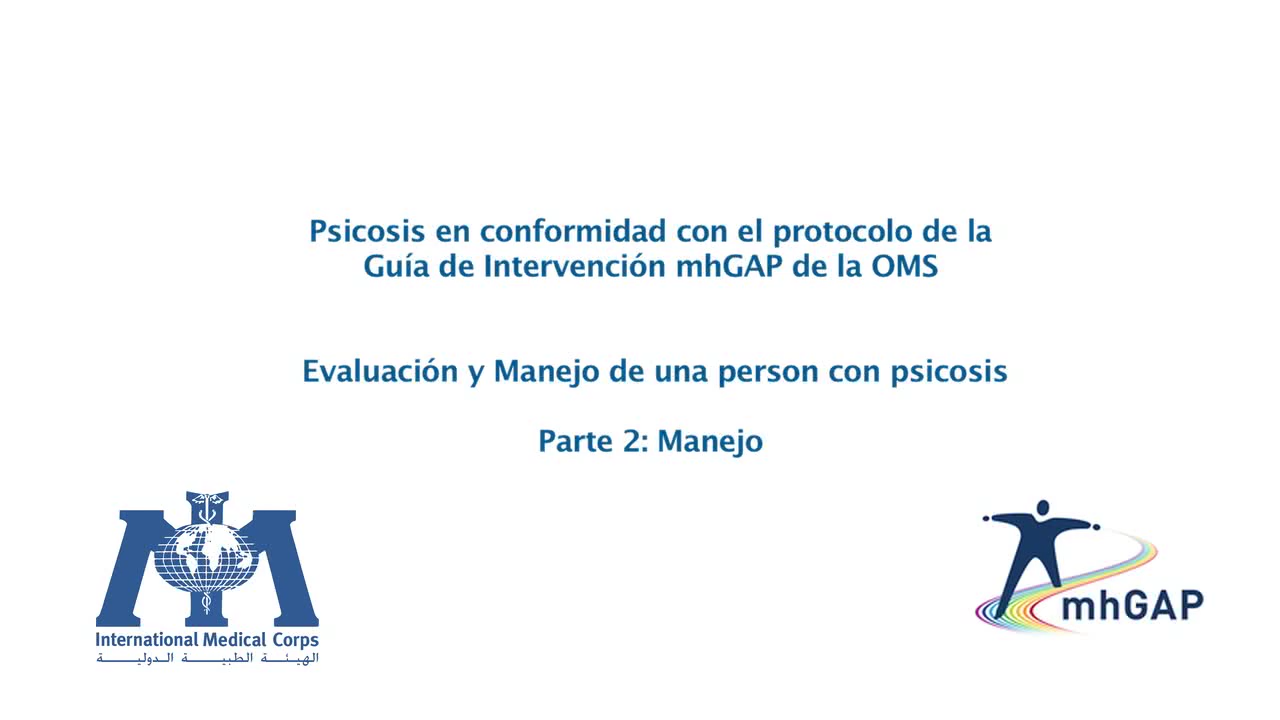 Psicosis en conformidad con el protocolo de la
Guía de Intervención mhGAP de la OMS
Evaluación y Manejo de una person con psicosis
Parte 2: Manejo
International Medical Corps
الهيئة الطبية الدولية
mhGAP